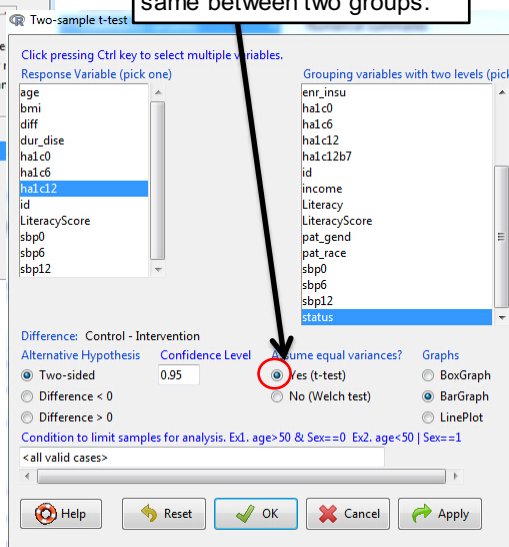 same between two groups.
Two-sample t-test
Click pressing Ctrl key to select multiple variables.
Response Variable (pick one)
age
bmi
diff
dur_dise
ha1c0
ha1c6
ha1c12
id
LiteracyScore
sbp0
sbp6
sbp12
Grouping variables with two levels (pick
enr_insu
ha1c0
ha1c6
ha1c12
ha1c12b7
id
income
Literacy
LiteracyScore
pat_gend
pat_race
sbp0
sbp6
sbp12
status
Difference: Control - Intervention
Alternative Hypothesis
Two-sided
Difference < 0
Difference > 0
Confidence Level
0.95
Assume equal variances?
Yes (t-test)
No (Welch test)
Graphs
BoxGraph
BarGraph
LinePlot
Condition to limit samples for analysis. Ex1. age>50 & Sex==0 Ex2. age<50 | Sex==1
<all valid cases>
Help
Reset
OK
Cancel
Apply